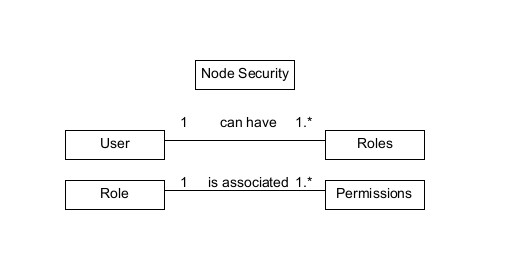 Node Security
1 can have 1.*
User Roles
1 is associated 1.*
Role Permissions